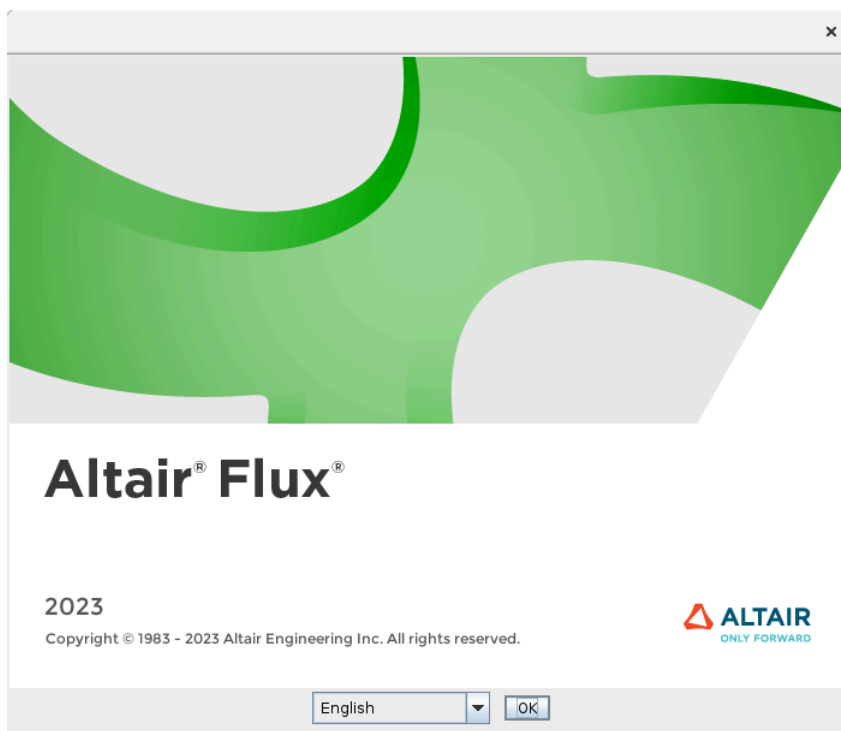 Altair® Flux®
2023
Copyright © 1983 - 2023 Altair Engineering Inc. All rights reserved.
ALTAIR
ONLY FORWARD
English
OK